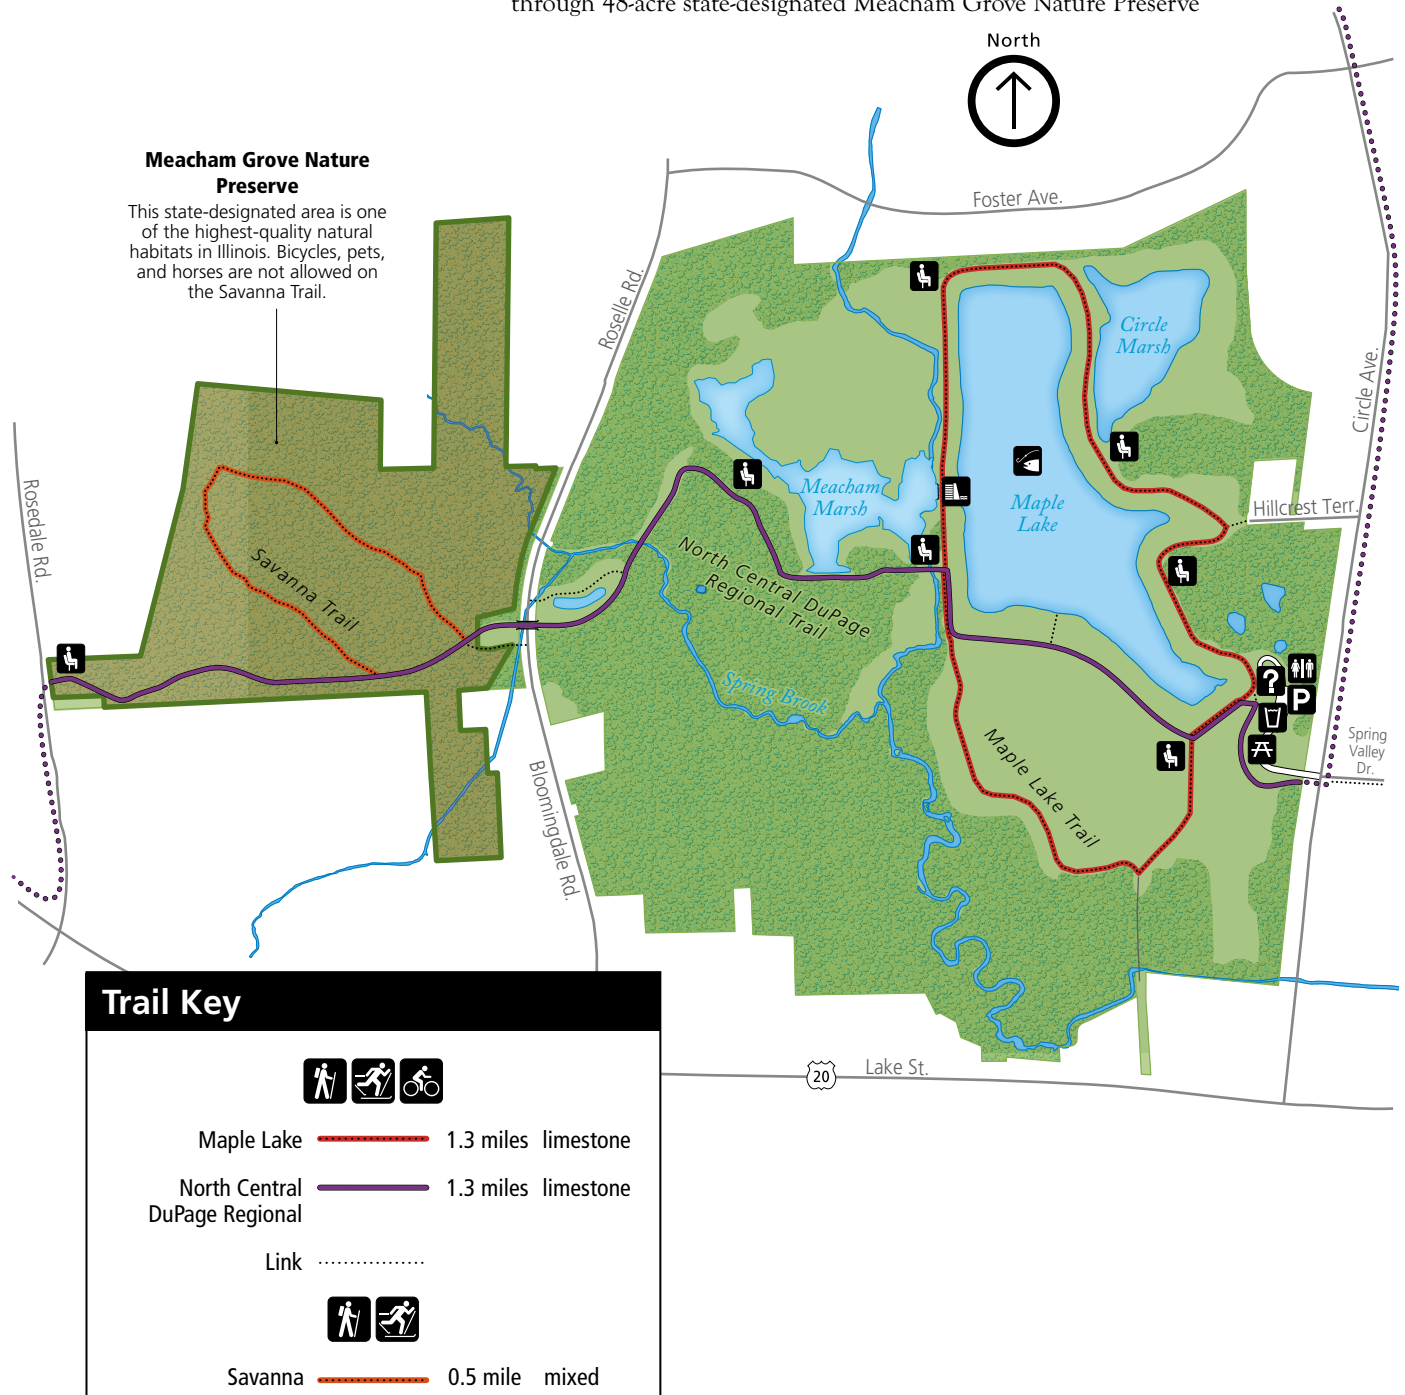 through 48-acre state-designated Meacham Grove Nature Preserve
North
Meacham Grove Nature
Preserve
This state-designated area is one
of the highest-quality natural
habitats in Illinois. Bicycles, pets,
and horses are not allowed on
the Savanna Trail.
Foster Ave.
Roselle Rd.
Circle
Marsh
Circle Ave.
Rosedale Rd.
Meacham
Marsh
Maple
Lake
Hillcrest Terr.
Savanna Trail
North Central DuPage
Regional Trail
Spring Brook
?
P
Maple Lake Trail
Spring
Valley
Dr.
Bloomingdale Rd.
20
Lake St.
Trail Key
Maple Lake 1.3 miles limestone
North Central 1.3 miles limestone
DuPage Regional
Link
Savanna 0.5 mile mixed